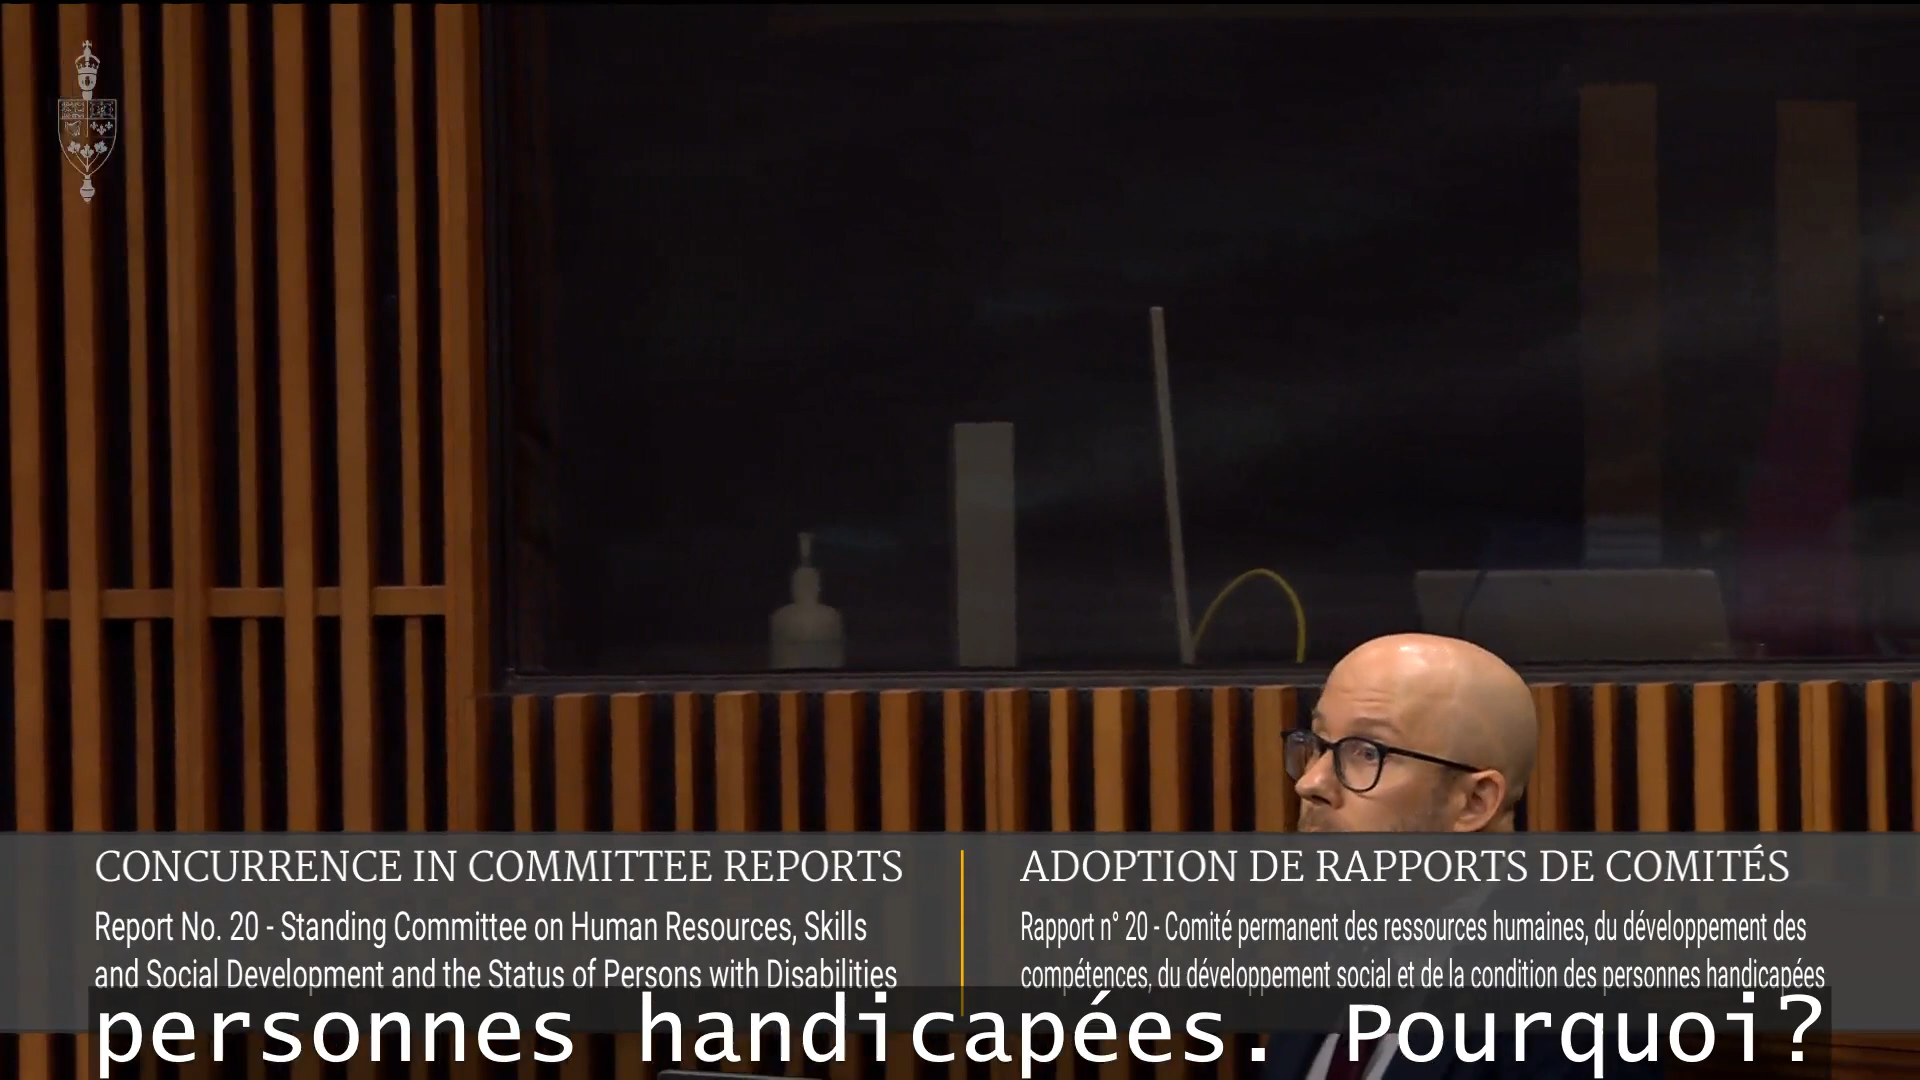 CONCURRENCE IN COMMITTEE REPORTS
Report No. 20 - Standing Committee on Human Resources, Skills
and Social Development and the Status of Persons with Disabilities
ADOPTION DE RAPPORTS DE COMITÉS
Rapport n° 20 - Comité permanent des ressources humaines, du développement des
compétences, du développement social et de la condition des personnes handicapées
personnes handicapées. Pourquoi?